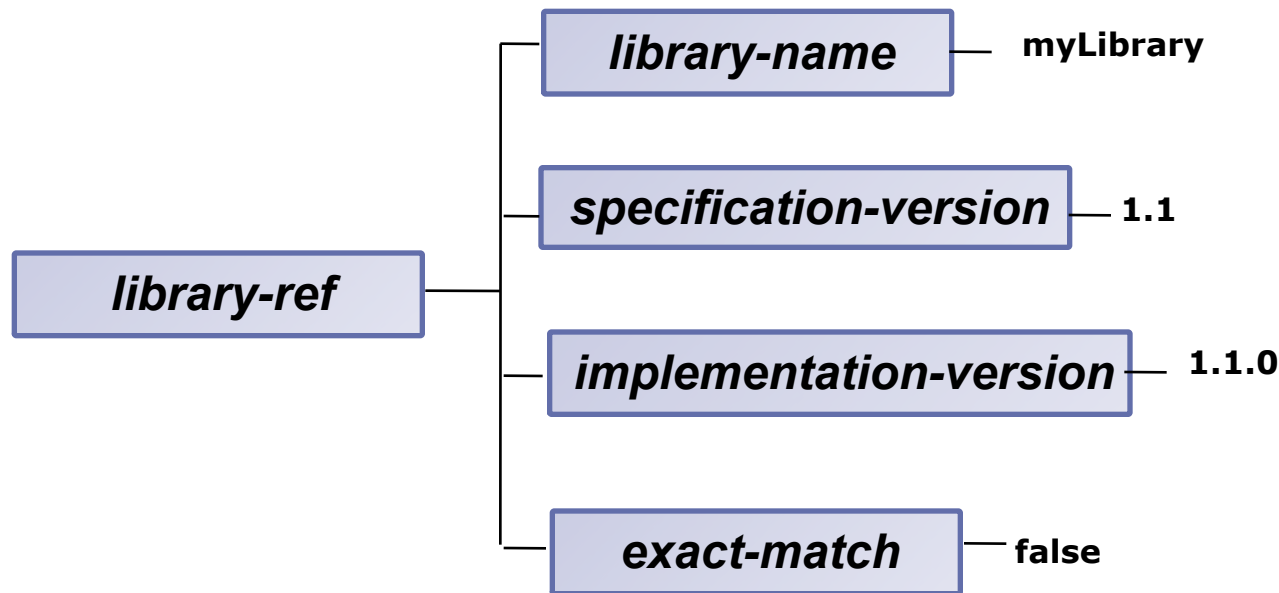 library-name
myLibrary
specification-version
1.1
library-ref
implementation-version
1.1.0
exact-match
false